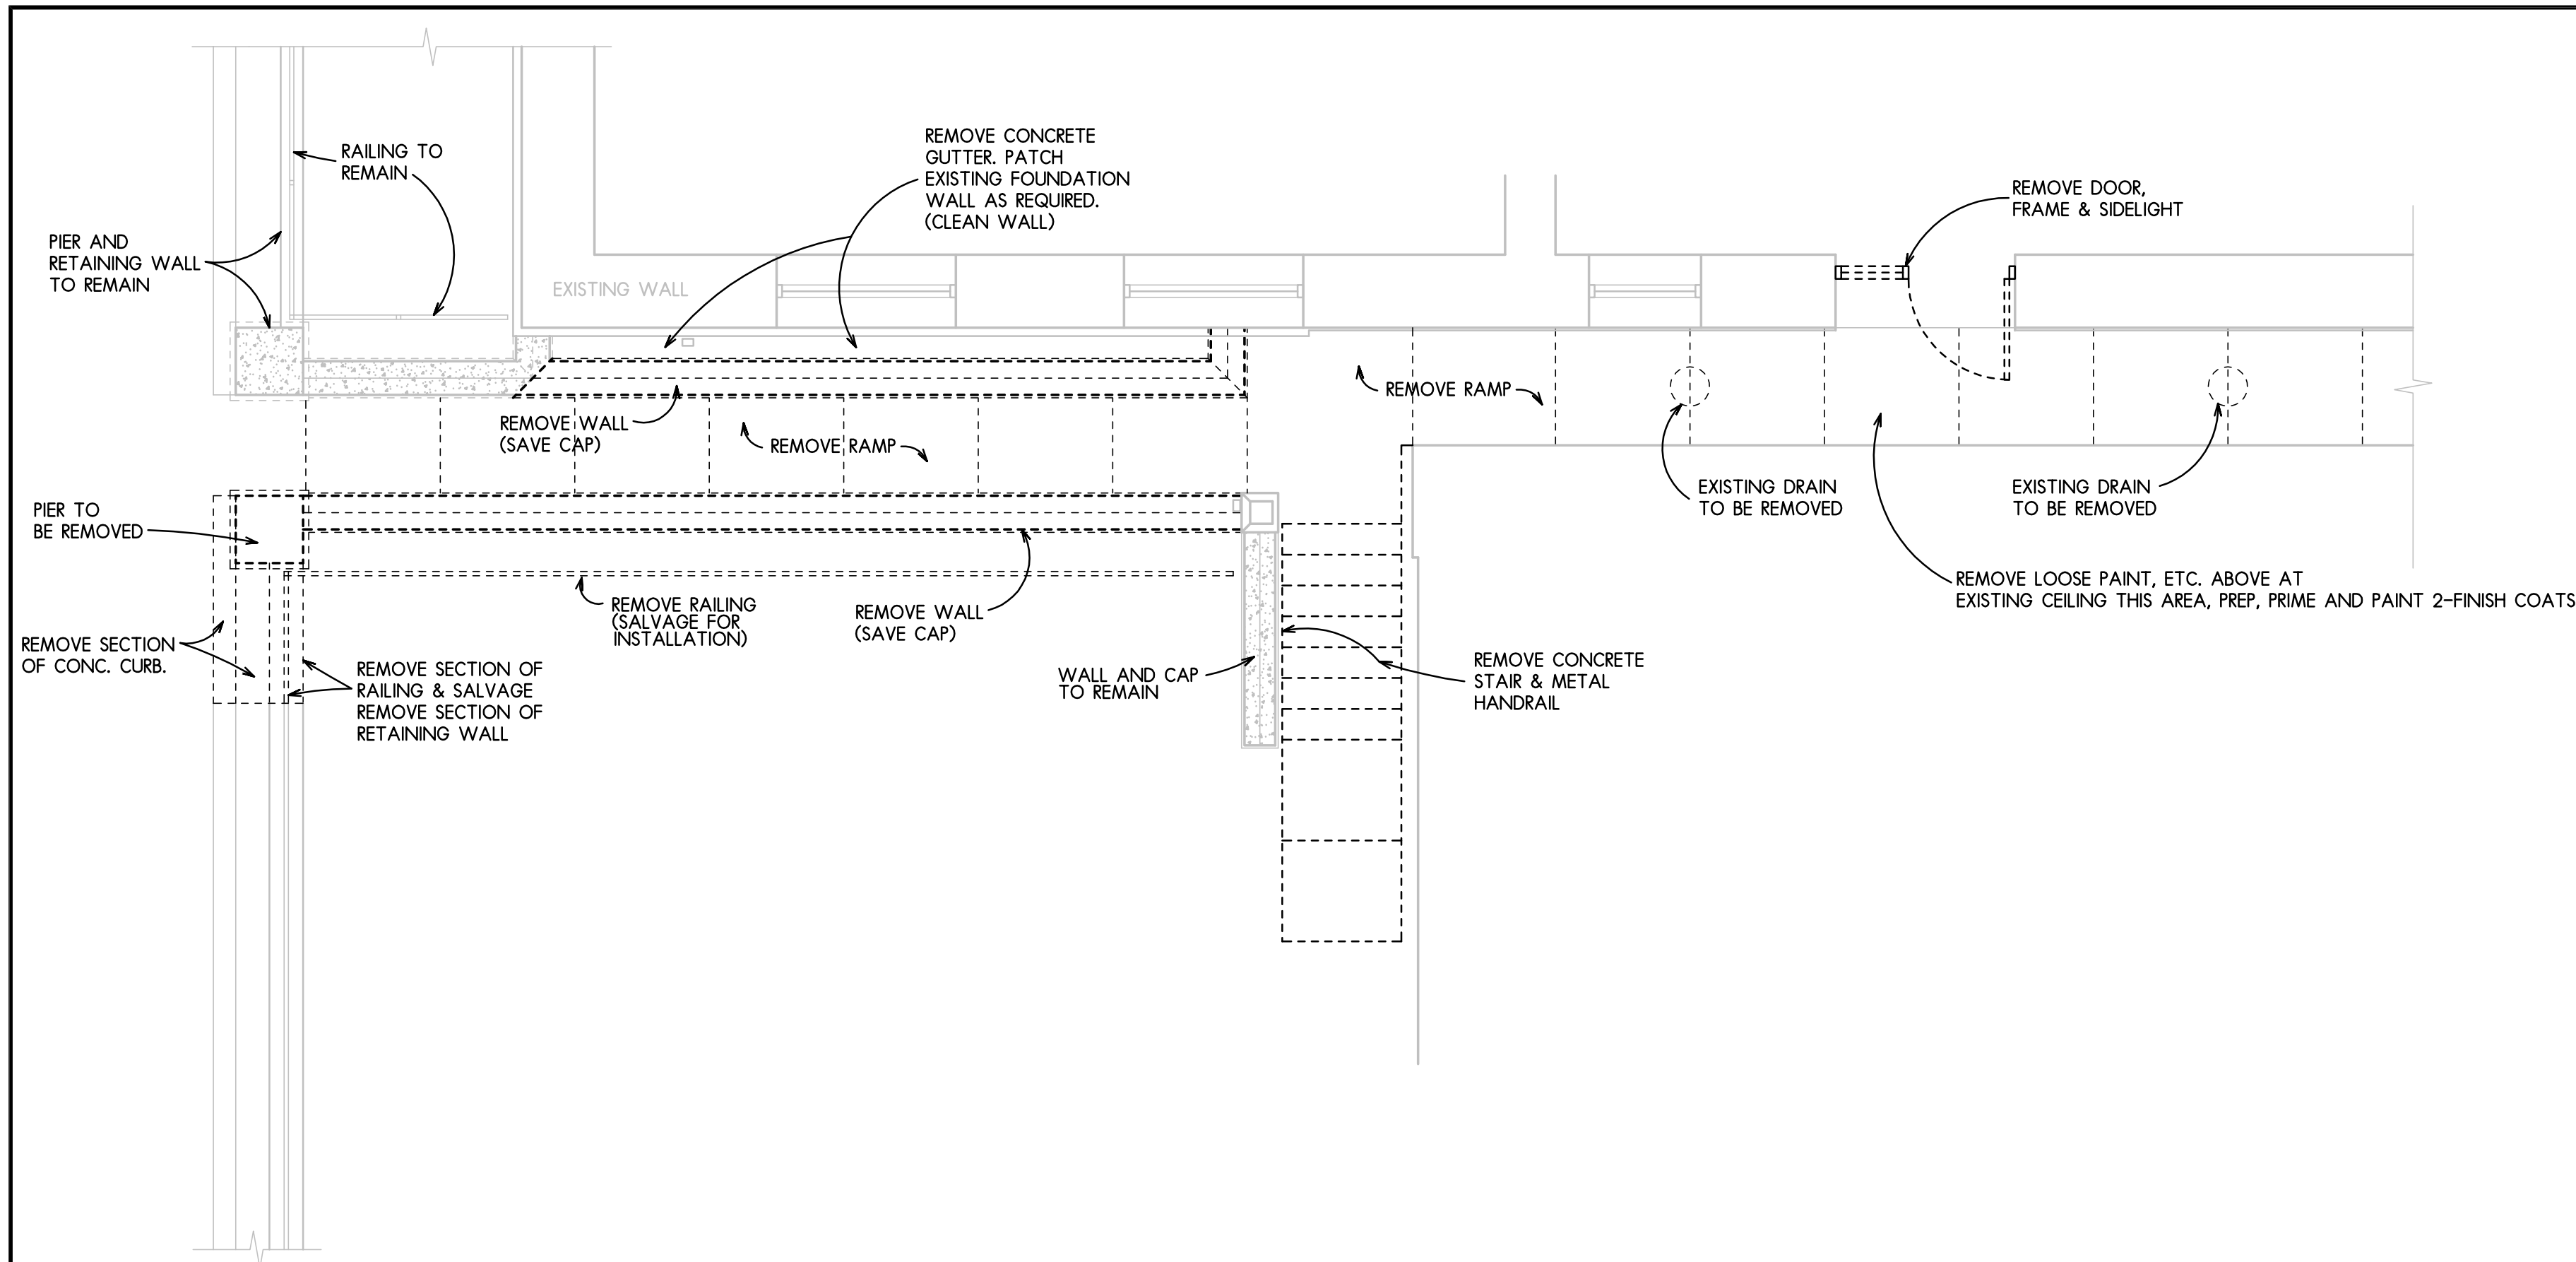 REMOVE CONCRETE
GUTTER. PATCH
EXISTING FOUNDATION
WALL AS REQUIRED.
(CLEAN WALL)
RAILING TO
REMAIN
REMOVE DOOR,
FRAME & SIDELIGHT
PIER AND
RETAINING WALL
TO REMAIN
EXISTING WALL
REMOVE RAMP
REMOVE WALL
(SAVE CAP)
REMOVE RAMP
PIER TO
BE REMOVED
EXISTING DRAIN
TO BE REMOVED
EXISTING DRAIN
TO BE REMOVED
REMOVE LOOSE PAINT, ETC. ABOVE AT
EXISTING CEILING THIS AREA, PREP, PRIME AND PAINT 2-FINISH COATS
REMOVE RAILING
(SALVAGE FOR
INSTALLATION)
REMOVE WALL
(SAVE CAP)
REMOVE SECTION
OF CONC. CURB.
REMOVE SECTION OF
RAILING & SALVAGE
REMOVE SECTION OF
RETAINING WALL
WALL AND CAP
TO REMAIN
REMOVE CONCRETE
STAIR & METAL
HANDRAIL